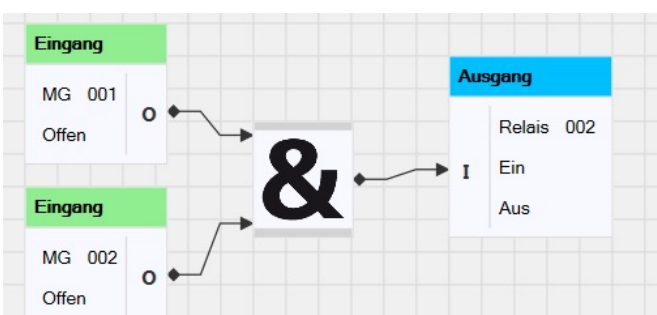 Eingang
MG 001
O
Offen
Eingang
MG 002
O
Offen
&
Ausgang
Relais 002
I
Ein
Aus